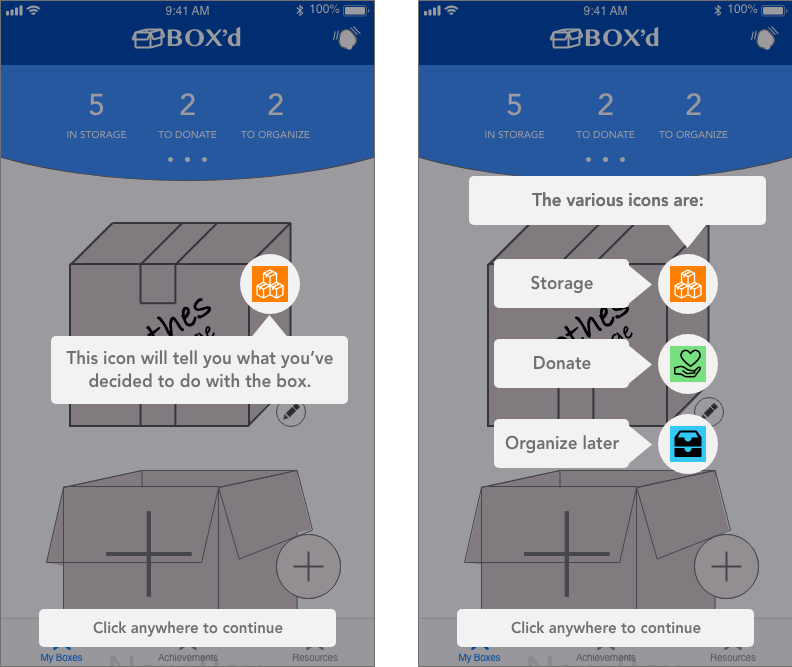 9:41 AM
100%
BOX'd
5
2
2
IN STORAGE
TO DONATE
TO ORGANIZE
This icon will tell you what you've
decided to do with the box.
Click anywhere to continue
My Boxes
Achievements
Resources
9:41 AM
100%
BOX'd
5
2
2
IN STORAGE
TO DONATE
TO ORGANIZE
The various icons are:
Storage
Donate
Organize later
Click anywhere to continue
My Boxes
Achievements
Resources